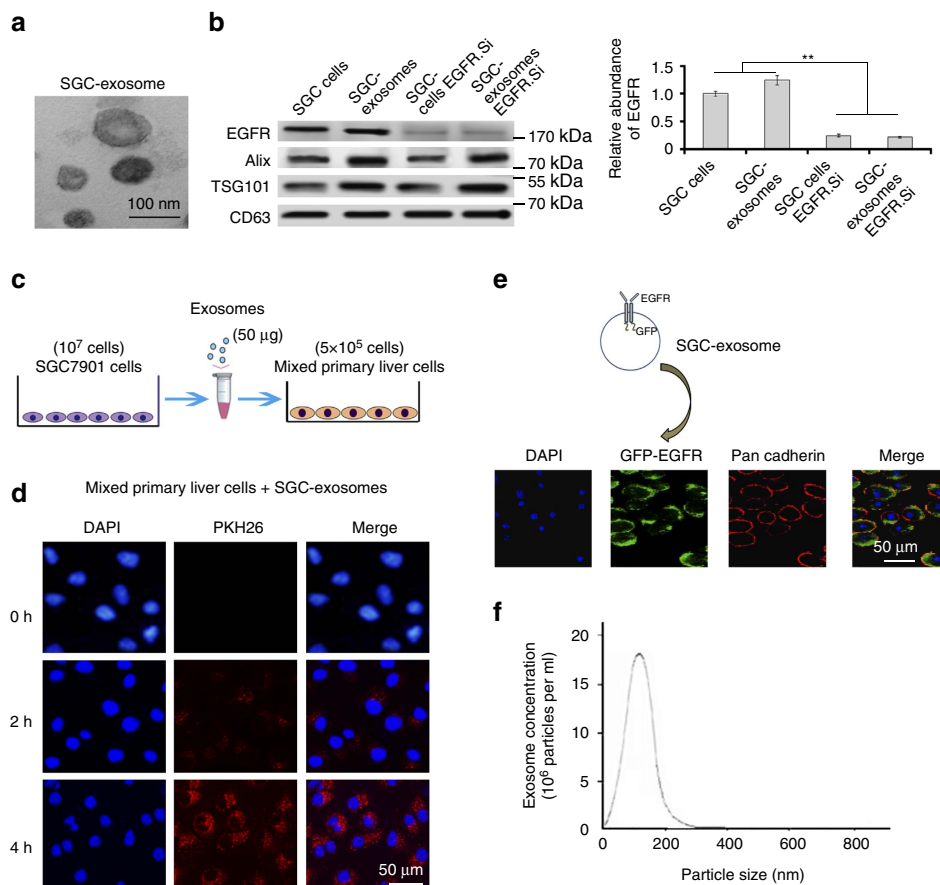 a
SGC-exosome
100 nm
b
SGC cells
SGC-
exosomes
SGC-
cells EGFR.Si
SGC-
exosomes
EGFR.Si
EGFR
170 kDa
Alix
70 kDa
TSG101
55 kDa
70 kDa
CD63
Relative abundance
of EGFR
1.5
1.0
0.5
0
**
SGC cells
SGC-
exosomes
SGC cells
EGFR.Si
SGC-
exosomes
EGFR.Si
c
Exosomes
(50 μg)
(10⁷ cells)
SGC7901 cells
(5×10⁵ cells)
Mixed primary liver cells
d
Mixed primary liver cells + SGC-exosomes
DAPI PKH26 Merge
0 h
2 h
4 h
50 μm
e
EGFR
GFP
SGC-exosome
DAPI GFP-EGFR Pan cadherin Merge
50 μm
f
Exosome concentration
(10⁶ particles per ml)
20
15
10
5
0
0 200 400 600 800
Particle size (nm)